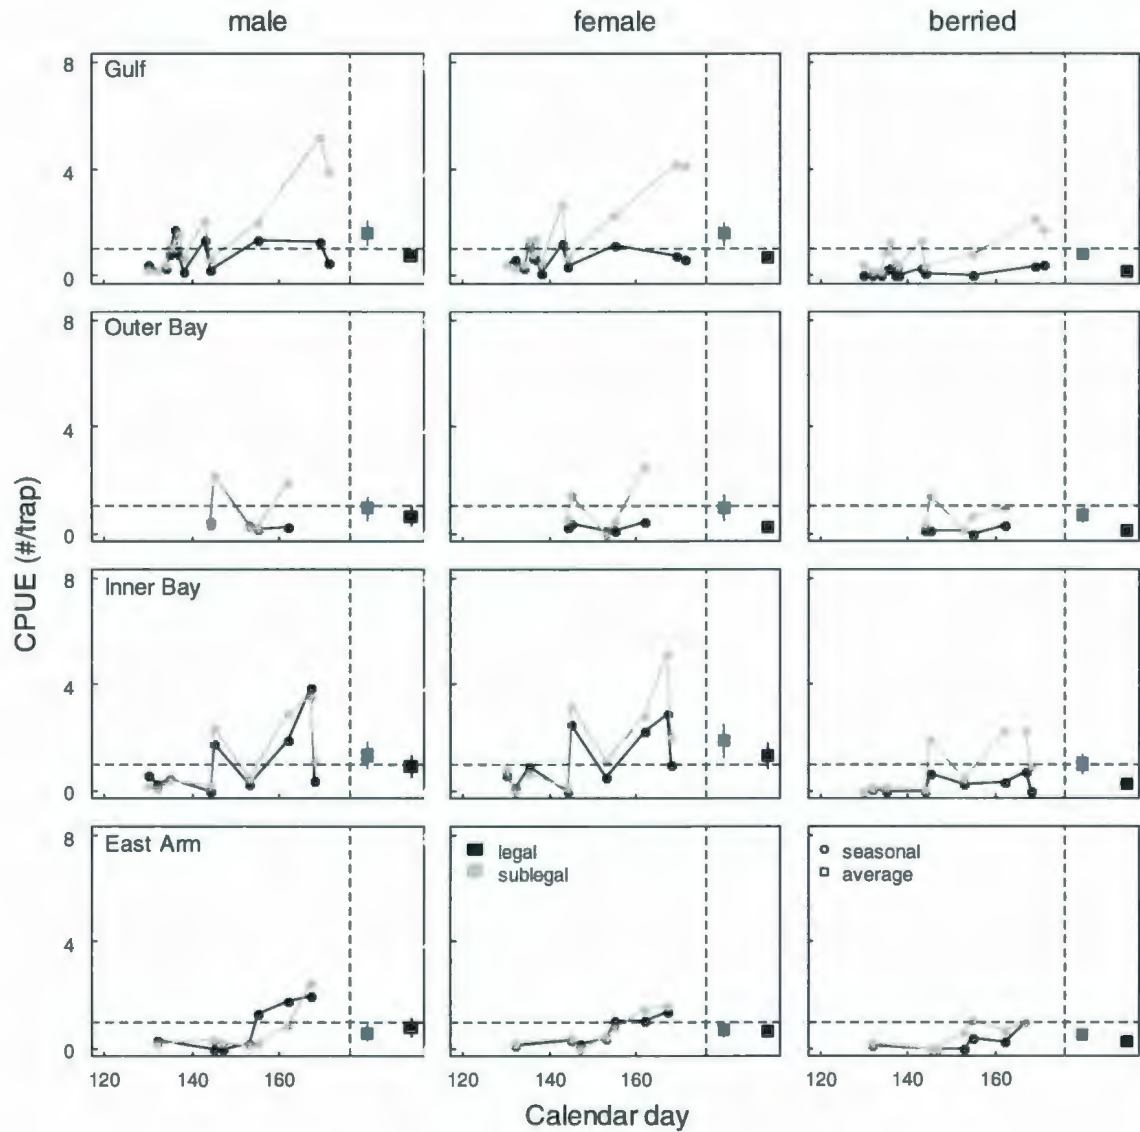 male female berried
8 Gulf
4
0
8 Outer Bay
4
0
CPUE (#/trap)
8 Inner Bay
4
0
8 East Arm
legal
sublegal
seasonal
average
4
0
120 140 160 120 140 160 120 140 160
Calendar day